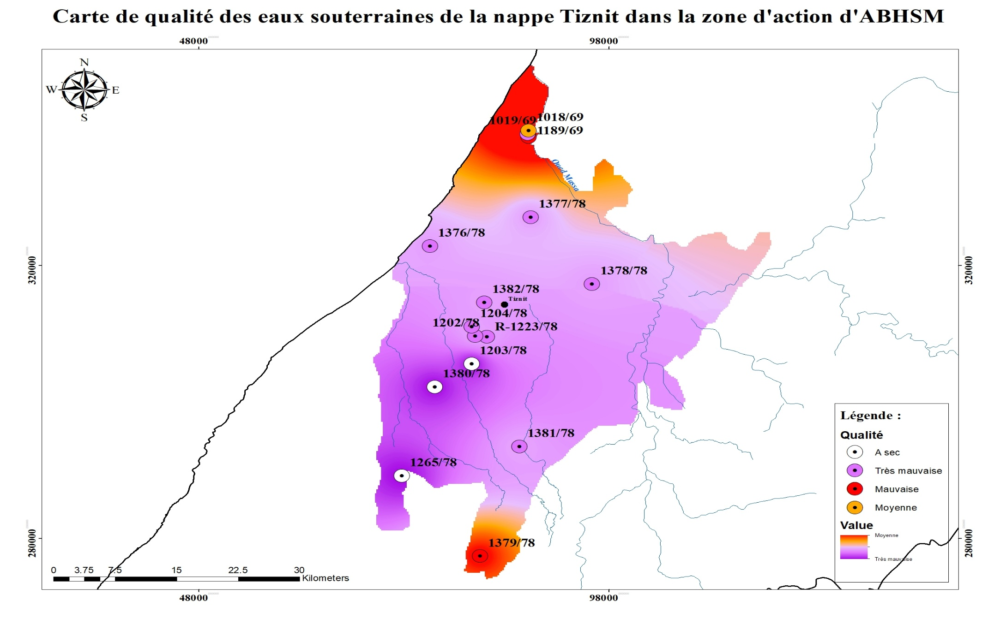 Carte de qualité des eaux souterraines de la nappe Tiznit dans la zone d'action d'ABHSM
48000 98000
N
W E
S
1019/69 1018/69
1189/69
Oued Massa
1377/78
1376/78
320000 320000
1378/78
1382/78
Tiznit
1204/78
1202/78
R-1223/78
1203/78
1380/78
1381/78
1265/78
1379/78
280000 280000
Légende :
Qualité
A sec
Très mauvaise
Mauvaise
Moyenne
Value
Moyenne
Très mauvaise
0 3.75 7.5 15 22.5 30
Kilometers
48000 98000